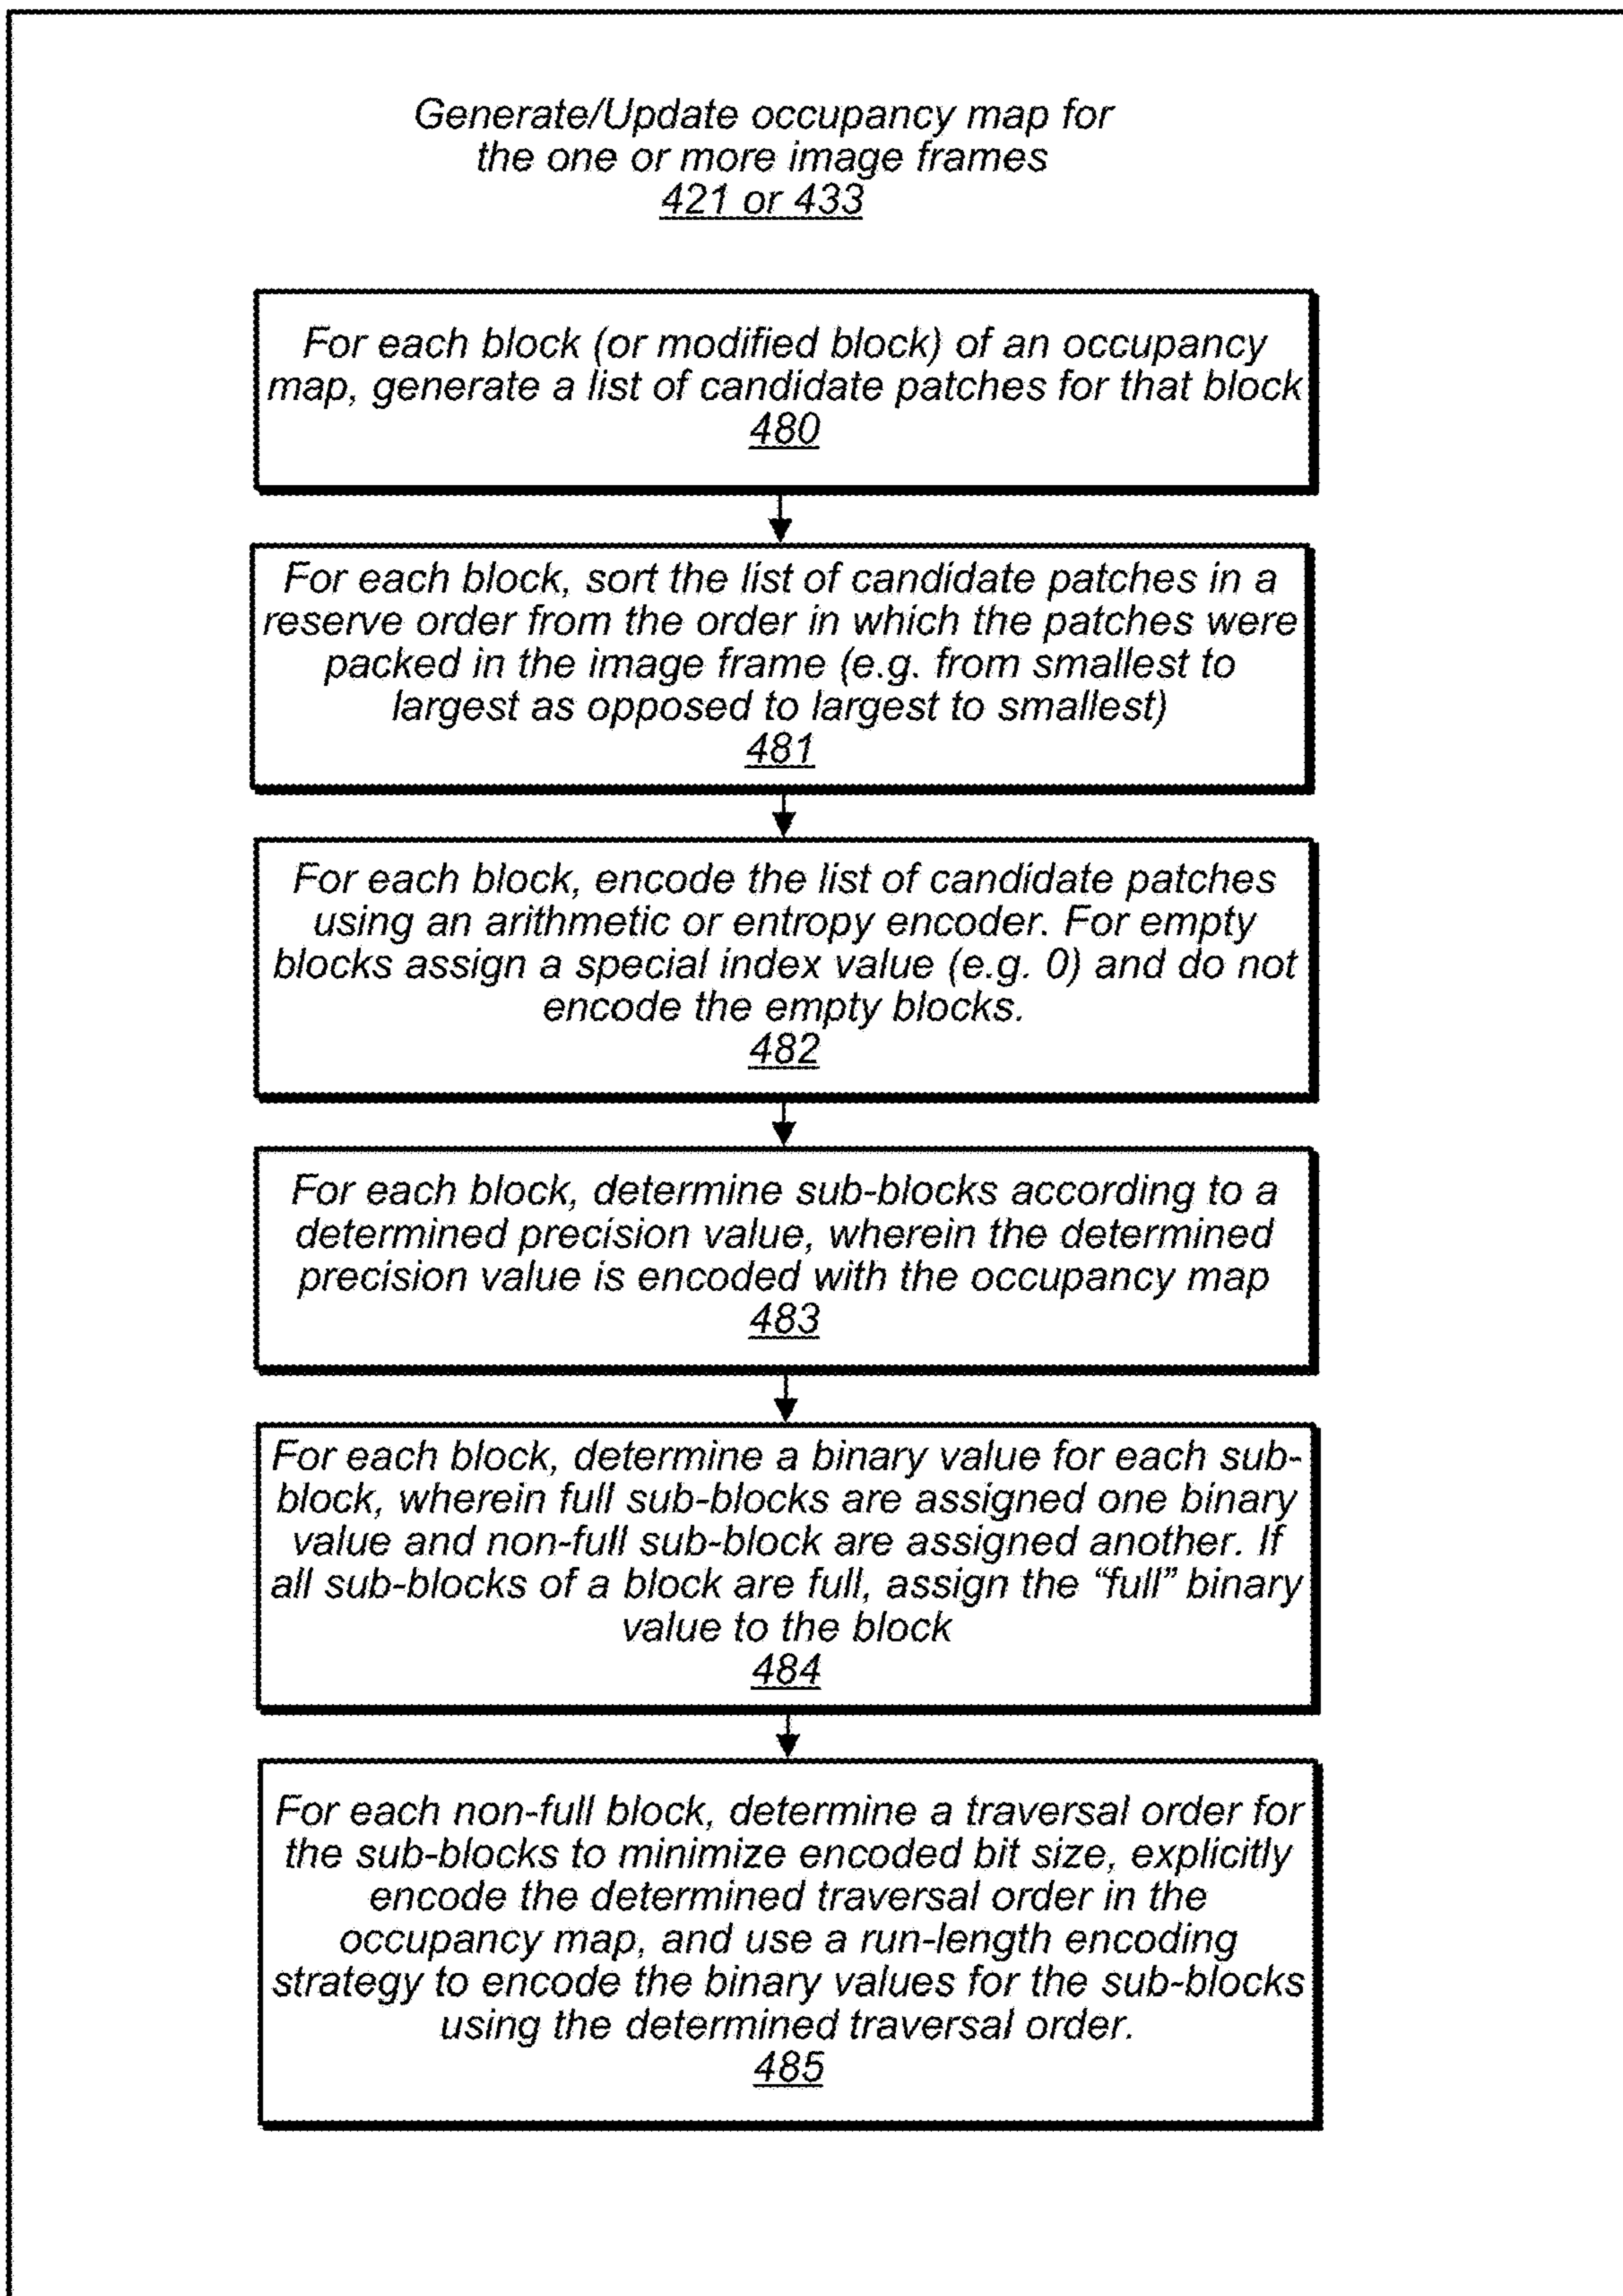 Generate/Update occupancy map for
the one or more image frames
421 or 433
For each block (or modified block) of an occupancy
map, generate a list of candidate patches for that block
480
For each block, sort the list of candidate patches in a
reserve order from the order in which the patches were
packed in the image frame (e.g. from smallest to
largest as opposed to largest to smallest)
481
For each block, encode the list of candidate patches
using an arithmetic or entropy encoder. For empty
blocks assign a special index value (e.g. 0) and do not
encode the empty blocks.
482
For each block, determine sub-blocks according to a
determined precision value, wherein the determined
precision value is encoded with the occupancy map
483
For each block, determine a binary value for each sub-
block, wherein full sub-blocks are assigned one binary
value and non-full sub-block are assigned another. If
all sub-blocks of a block are full, assign the “full” binary
value to the block
484
For each non-full block, determine a traversal order for
the sub-blocks to minimize encoded bit size, explicitly
encode the determined traversal order in the
occupancy map, and use a run-length encoding
strategy to encode the binary values for the sub-blocks
using the determined traversal order.
485